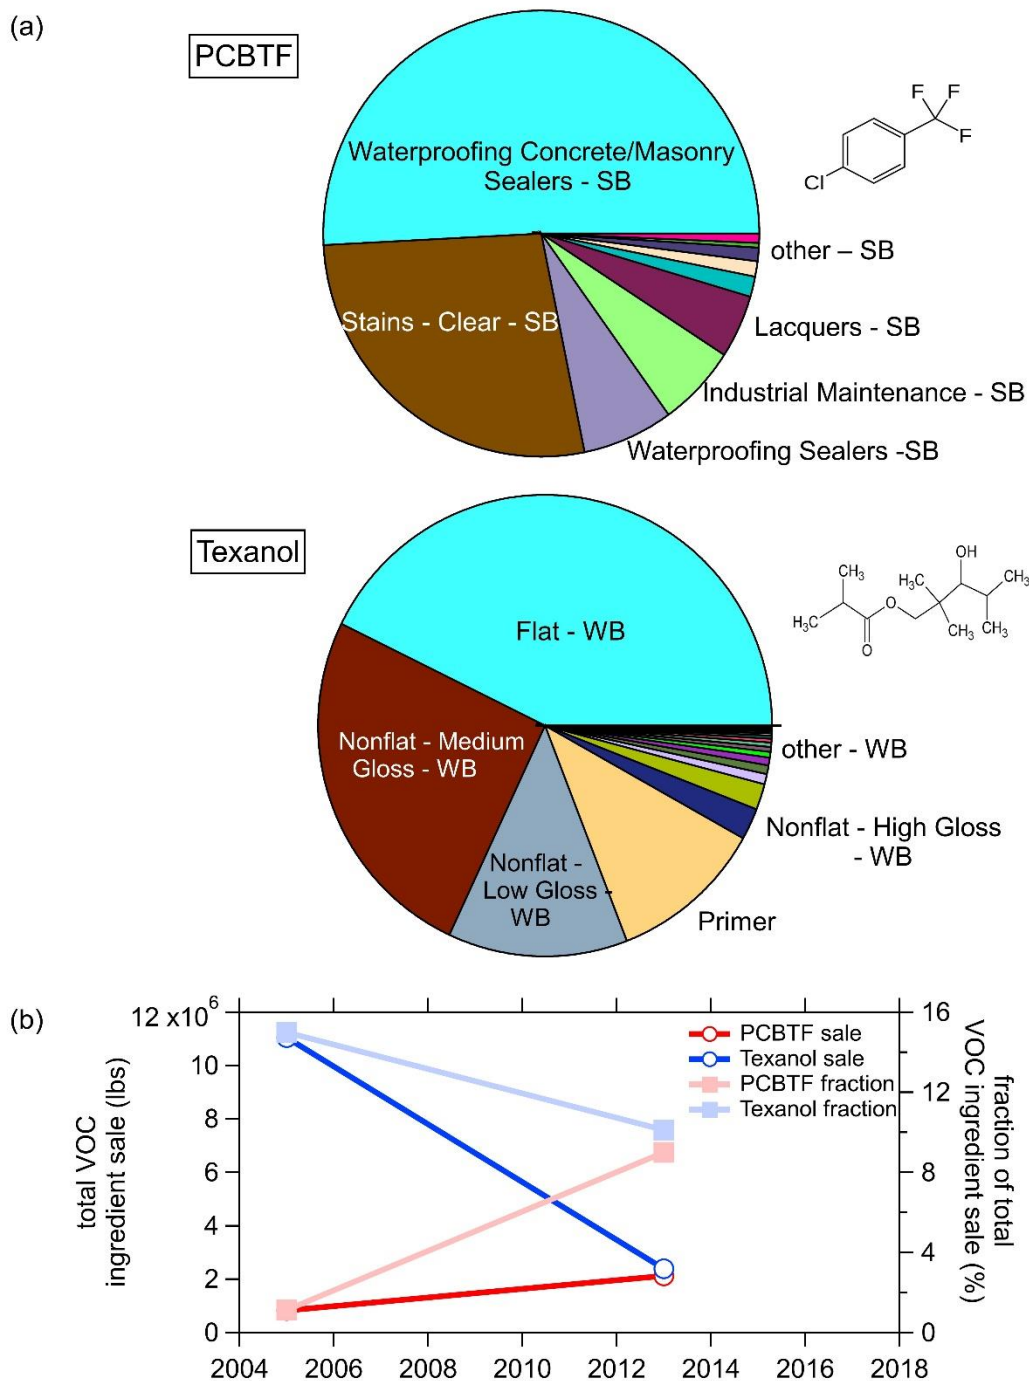 (a)
PCBTF
Waterproofing Concrete/Masonry
Sealers - SB
Stains - Clear - SB
other – SB
Lacquers - SB
Industrial Maintenance - SB
Waterproofing Sealers -SB
F
F
F
Cl
Texanol
Flat - WB
Nonflat - Medium
Gloss - WB
Nonflat -
Low Gloss -
WB
other - WB
Nonflat - High Gloss
- WB
Primer
OH
CH₃
H₃C
CH₃
H₃C
O
O
CH₃
CH₃
(b)
12 x10⁶
10
8
6
4
2
0
total VOC
ingredient sale (lbs)
PCBTF sale
Texanol sale
PCBTF fraction
Texanol fraction
16
12
8
4
0
fraction of total
VOC ingredient sale (%)
2004
2006
2008
2010
2012
2014
2016
2018